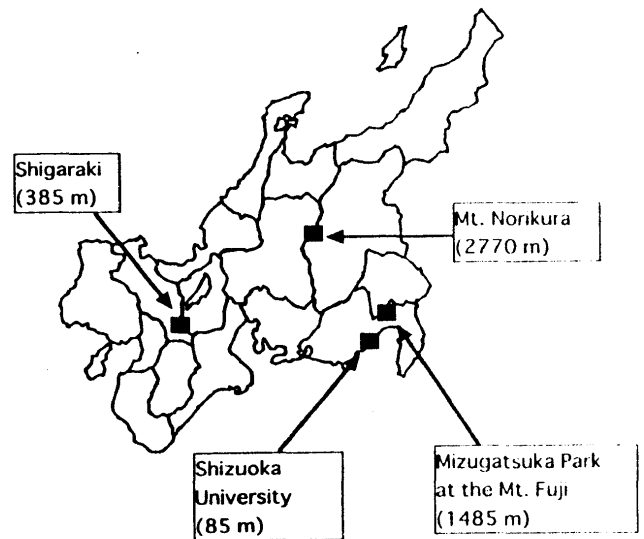 Shigaraki
(385 m)
Mt. Norikura
(2770 m)
Shizuoka
University
(85 m)
Mizugatsuka Park
at the Mt. Fuji
(1485 m)